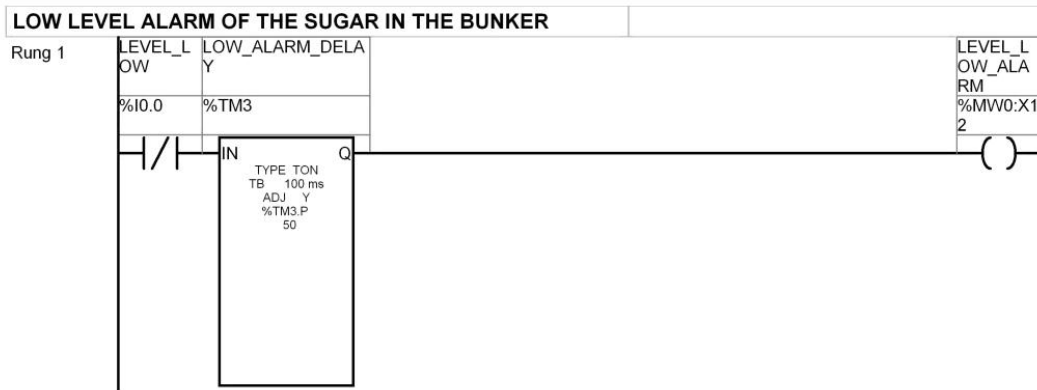 LOW LEVEL ALARM OF THE SUGAR IN THE BUNKER
Rung 1
LEVEL_L
OW
LOW_ALARM_DELA
Y
LEVEL_L
OW_ALA
RM
%I0.0
%TM3
%MW0:X1
2
IN
Q
TYPE TON
TB 100 ms
ADJ Y
%TM3.P
50